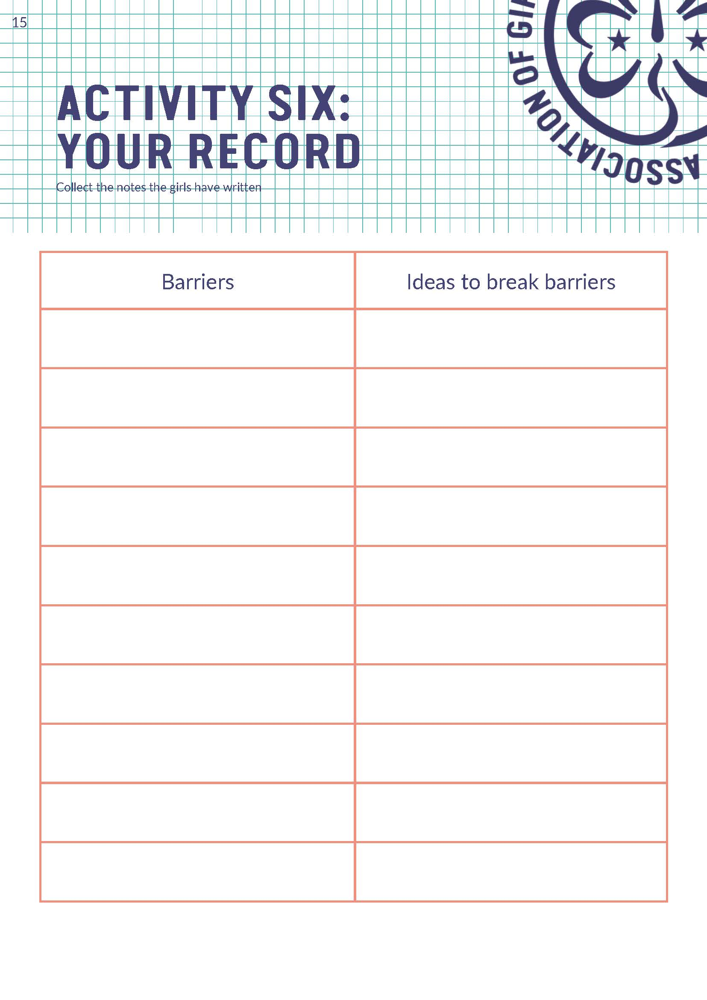 15
ACTIVITY SIX:
YOUR RECORD
Collect the notes the girls have written
ASSOCIATION OF
Barriers
Ideas to break barriers